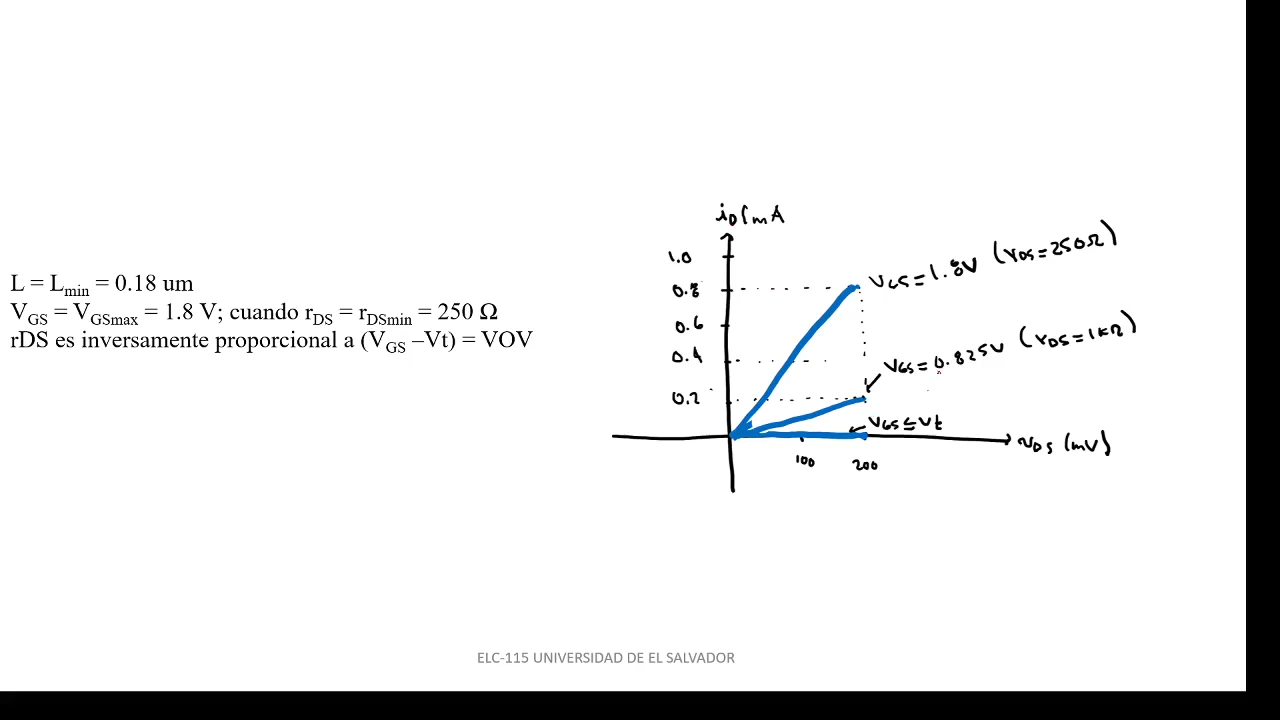 L = Lmin = 0.18 um
VGS = VGSmax = 1.8 V; cuando rDS = rDSmin = 250 Ω
rDS es inversamente proporcional a (VGS –Vt) = VOV
iD (mA
1.0
0.8
0.6
0.4
0.2
VGS = 1.8V (rDS = 250Ω)
VGS = 0.825V (rDS = 1kΩ)
VGS ≤ Vt
100
200
vDS (mV)
ELC-115 UNIVERSIDAD DE EL SALVADOR